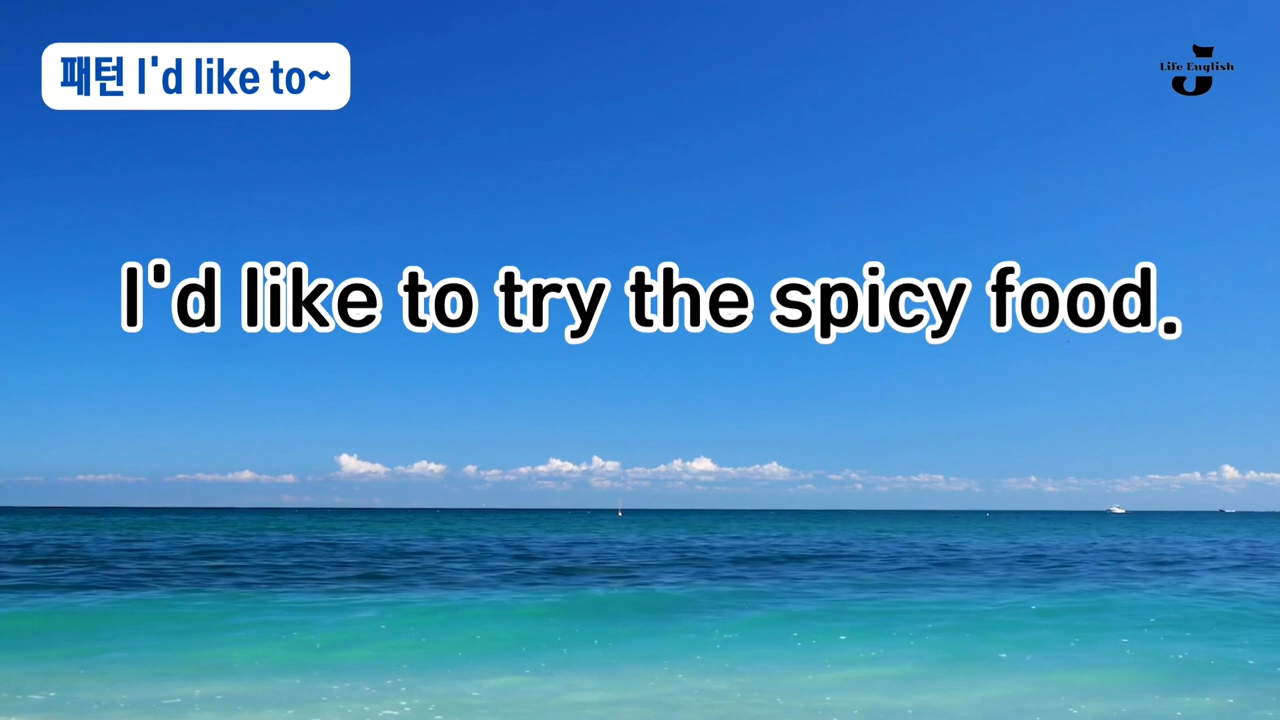 패턴 I'd like to~
Life English
J
I'd like to try the spicy food.